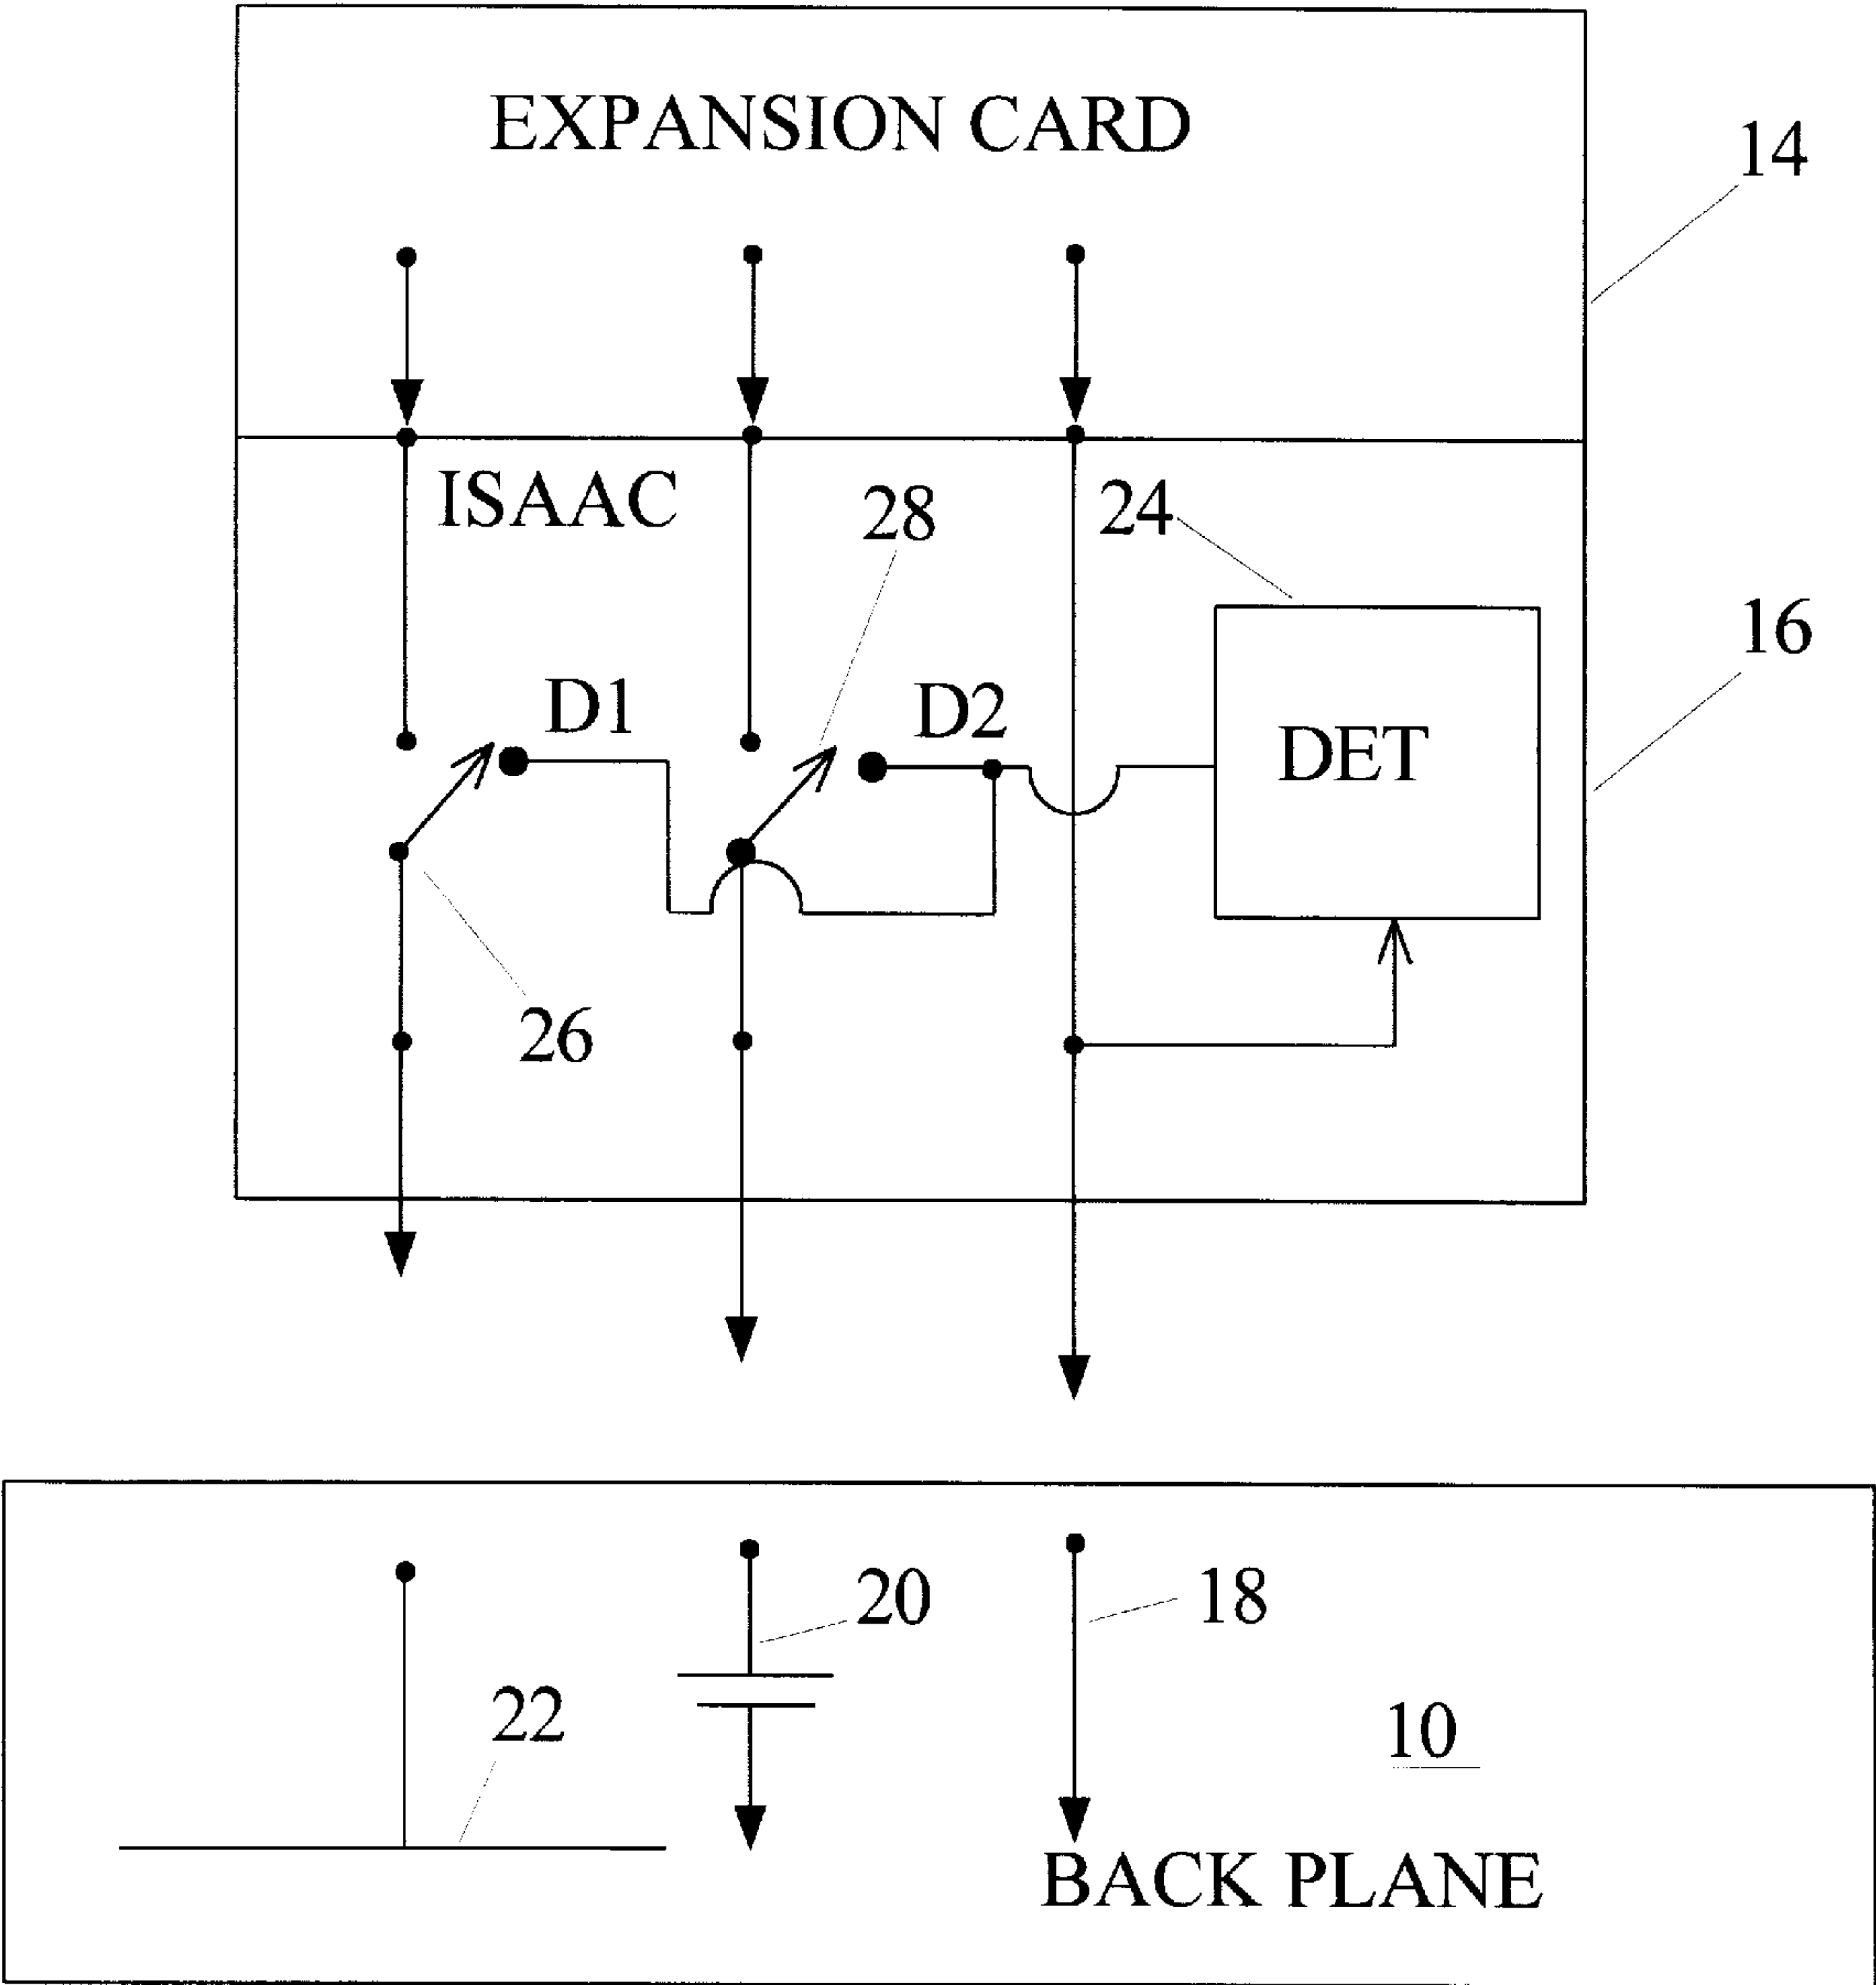 EXPANSION CARD
14
ISAAC
28
24
16
D1
D2
DET
26
20
18
22
10
BACK PLANE